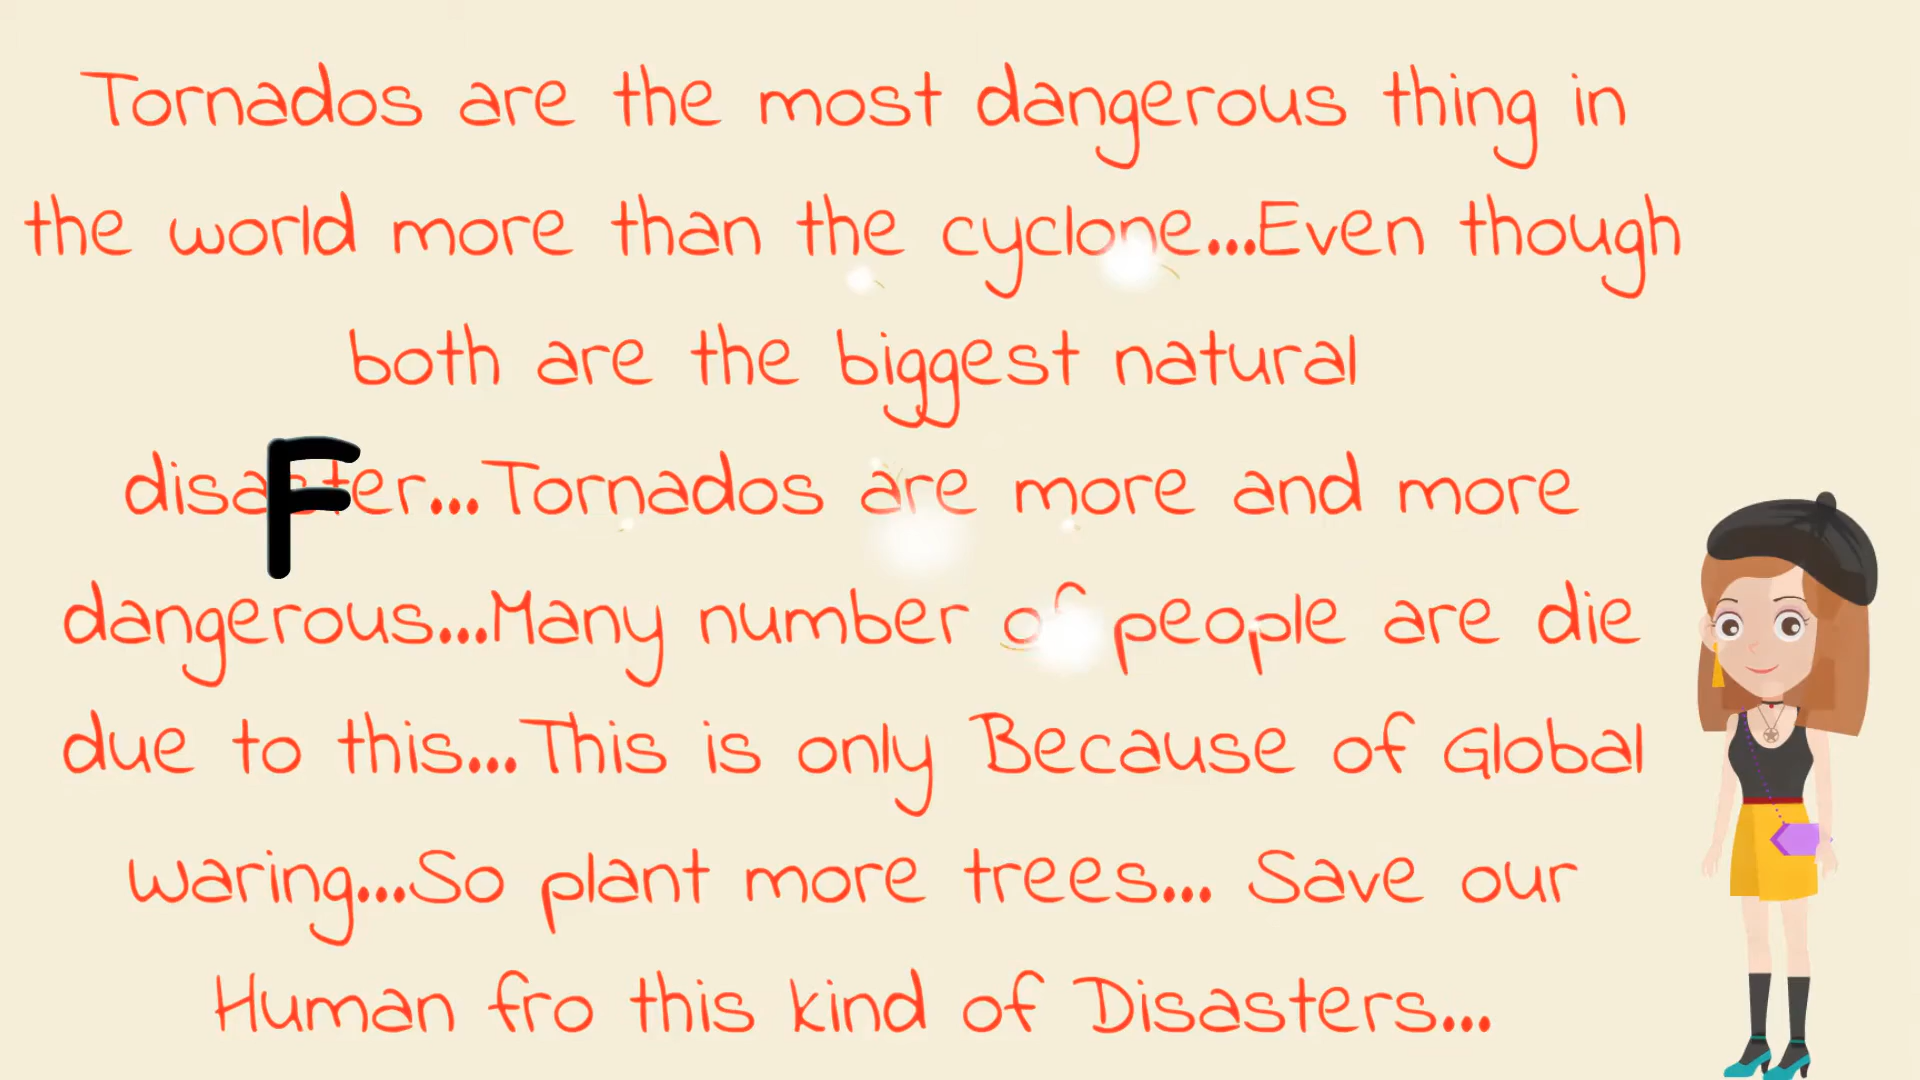 Tornados are the most dangerous thing in
the world more than the cyclone...Even though
both are the biggest natural
disaster...Tornados are more and more
F
dangerous...Many number of people are die
due to this...This is only Because of Global
Waring...So plant more trees... Save our
Human fro this kind of Disasters...